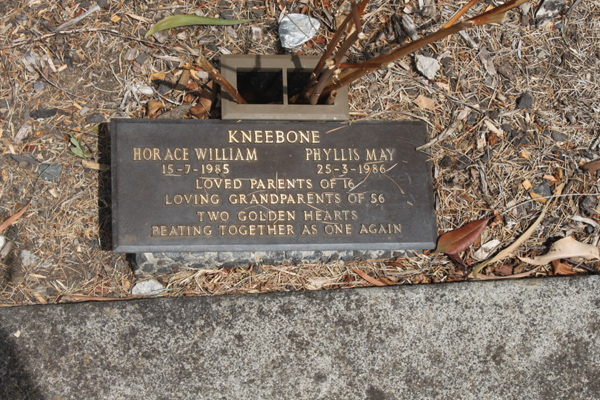 KNEEBONE
HORACE WILLIAM PHYLLIS MAY
15-7-1985 25-3-1986
LOVED PARENTS OF 16
LOVING GRANDPARENTS OF 56
TWO GOLDEN HEARTS
BEATING TOGETHER AS ONE AGAIN